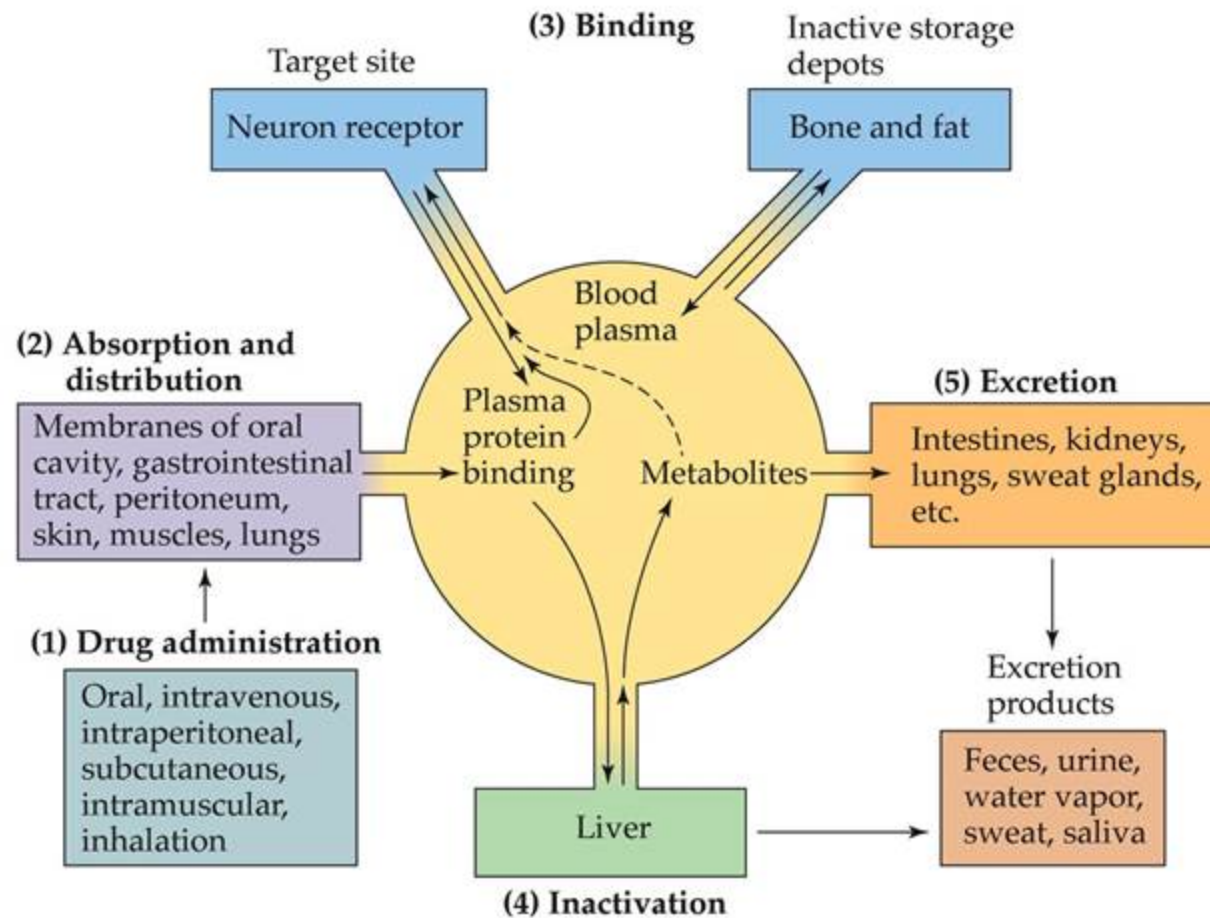 (3) Binding
Target site
Neuron receptor
Inactive storage
depots
Bone and fat
Blood
plasma
(2) Absorption and
distribution
Membranes of oral
cavity, gastrointestinal
tract, peritoneum,
skin, muscles, lungs
Plasma
protein
binding
Metabolites
(5) Excretion
Intestines, kidneys,
lungs, sweat glands,
etc.
(1) Drug administration
Oral, intravenous,
intraperitoneal,
subcutaneous,
intramuscular,
inhalation
Excretion
products
Feces, urine,
water vapor,
sweat, saliva
Liver
(4) Inactivation